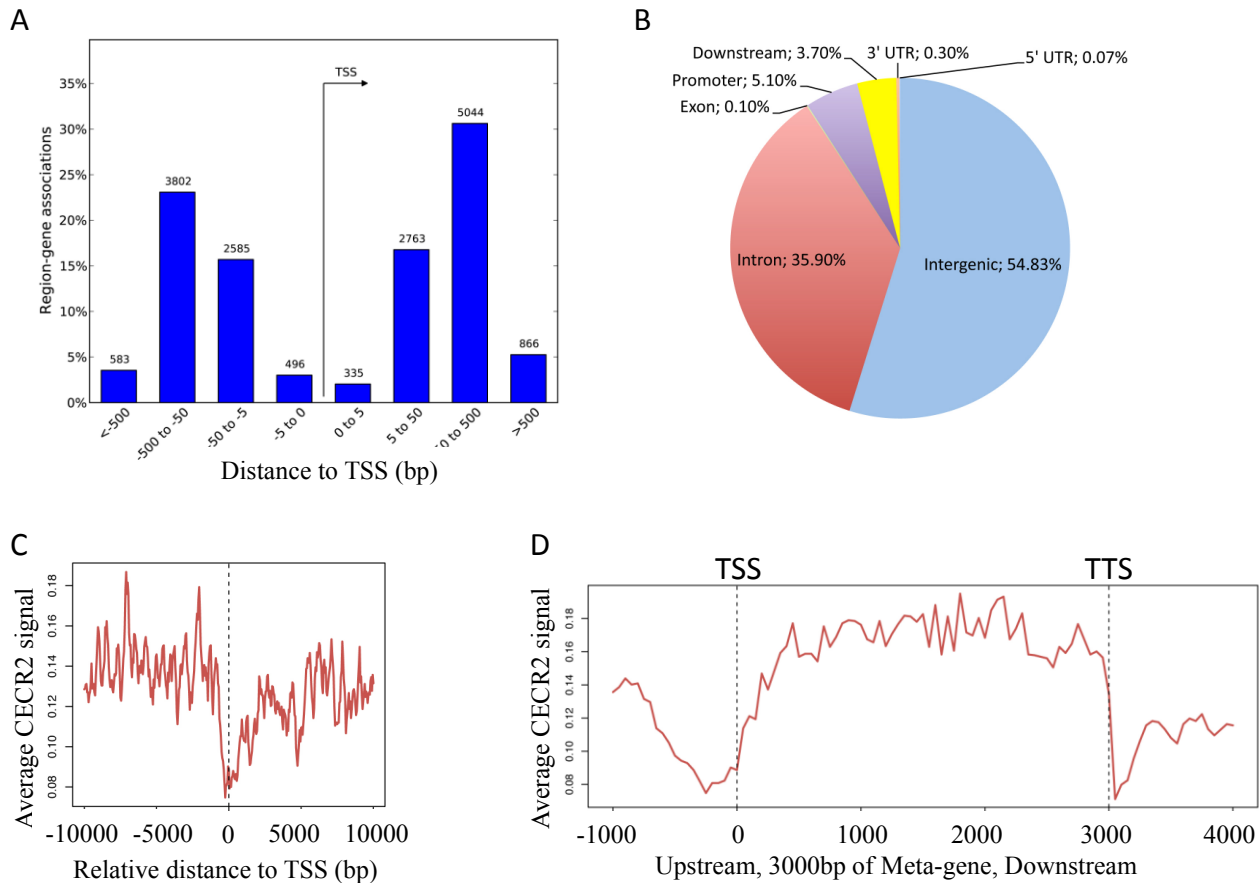 A
Region-gene associations
35%
30%
25%
20%
15%
10%
5%
0%
TSS
583
3802
2585
496
335
2763
5044
866
<-500
-500 to -50
-50 to -5
-5 to 0
0 to 5
5 to 50
to 500
>500
Distance to TSS (bp)
B
Downstream; 3.70%
3' UTR; 0.30%
5' UTR; 0.07%
Promoter; 5.10%
Exon; 0.10%
Intron; 35.90%
Intergenic; 54.83%
C
Average CECR2 signal
0.18
0.16
0.14
0.12
0.10
0.08
-10000 -5000 0 5000 10000
Relative distance to TSS (bp)
D
TSS TTS
Average CECR2 signal
0.18
0.16
0.14
0.12
0.10
0.08
-1000 0 1000 2000 3000 4000
Upstream, 3000bp of Meta-gene, Downstream